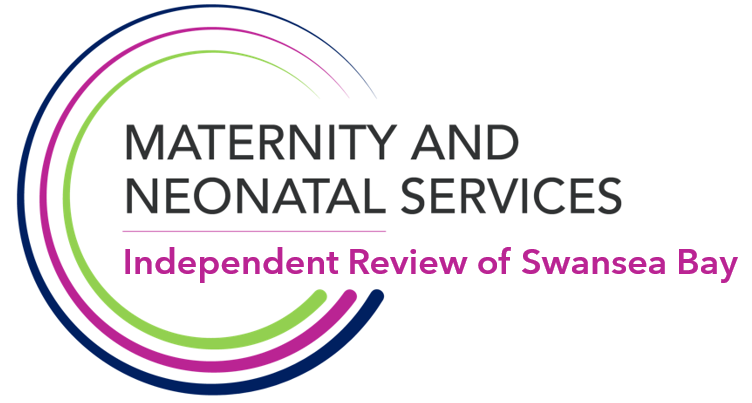 MATERNITY AND
NEONATAL SERVICES
Independent Review of Swansea Bay